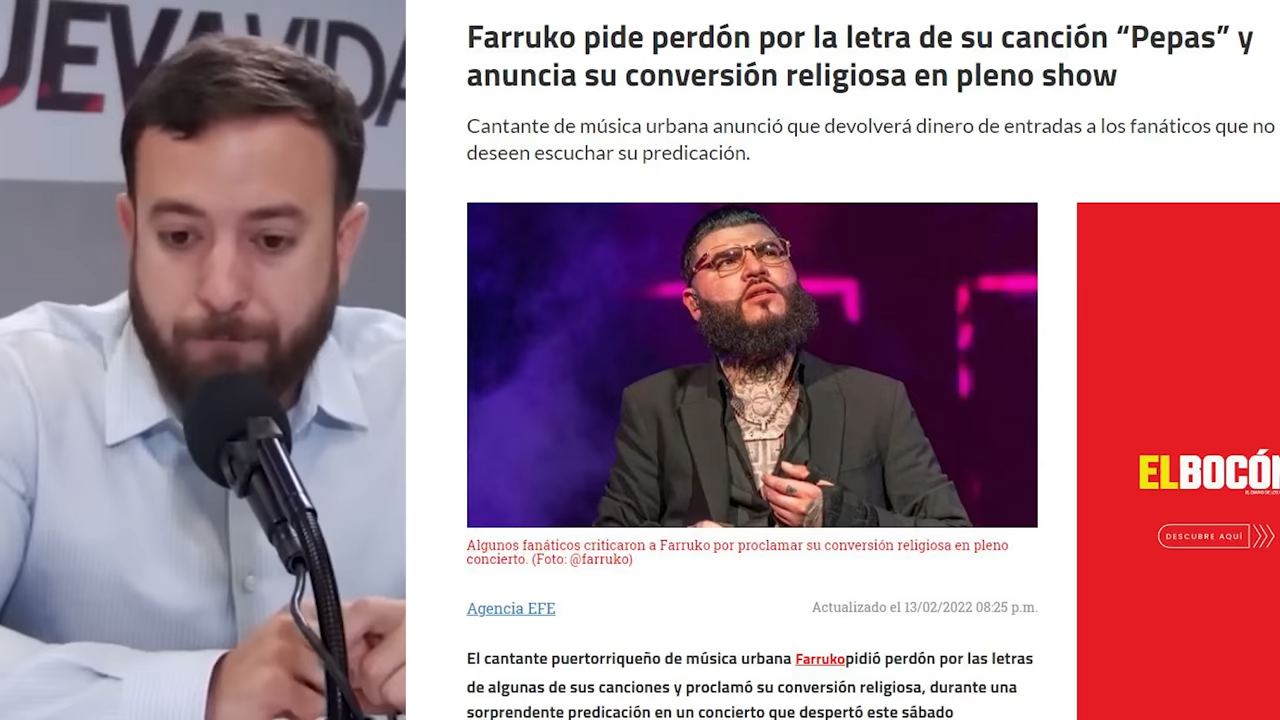 UEVAVIDA
Farruko pide perdón por la letra de su canción “Pepas” y
anuncia su conversión religiosa en pleno show
Cantante de música urbana anunció que devolverá dinero de entradas a los fanáticos que no
deseen escuchar su predicación.
ELBOCÓN
DESCUBRE AQUÍ
Algunos fanáticos criticaron a Farruko por proclamar su conversión religiosa en pleno
concierto. (Foto: @farruko)
Agencia EFE
Actualizado el 13/02/2022 08:25 p.m.
El cantante puertorriqueño de música urbana Farrukopidió perdón por las letras
de algunas de sus canciones y proclamó su conversión religiosa, durante una
sorprendente predicación en un concierto que despertó este sábado